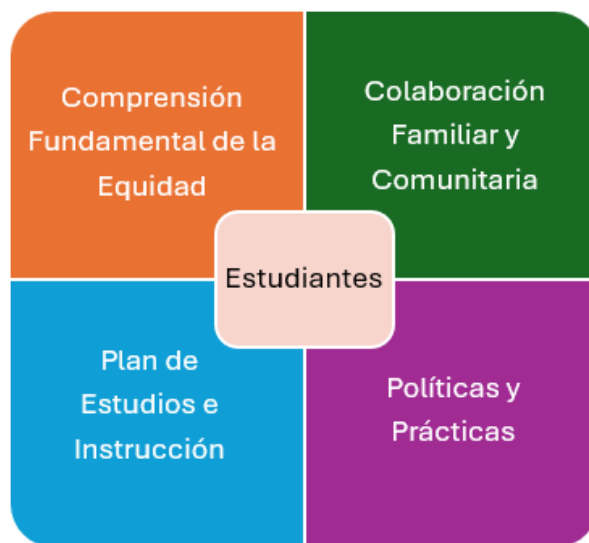 Comprensión
Fundamental de la
Equidad
Colaboración
Familiar y
Comunitaria
Estudiantes
Plan de
Estudios e
Instrucción
Políticas y
Prácticas